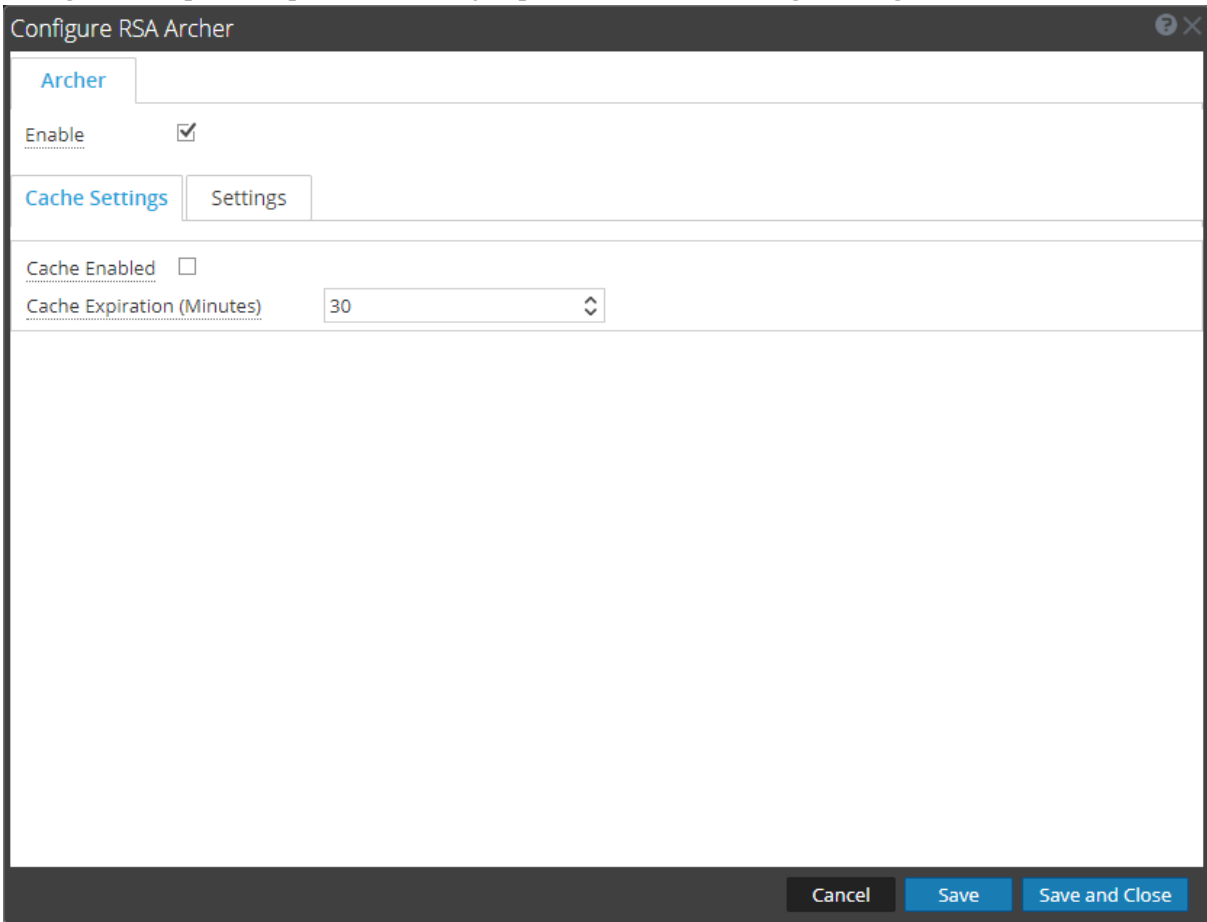 Configure RSA Archer
Archer
Enable
Cache Settings Settings
Cache Enabled
Cache Expiration (Minutes) 30
Cancel Save Save and Close